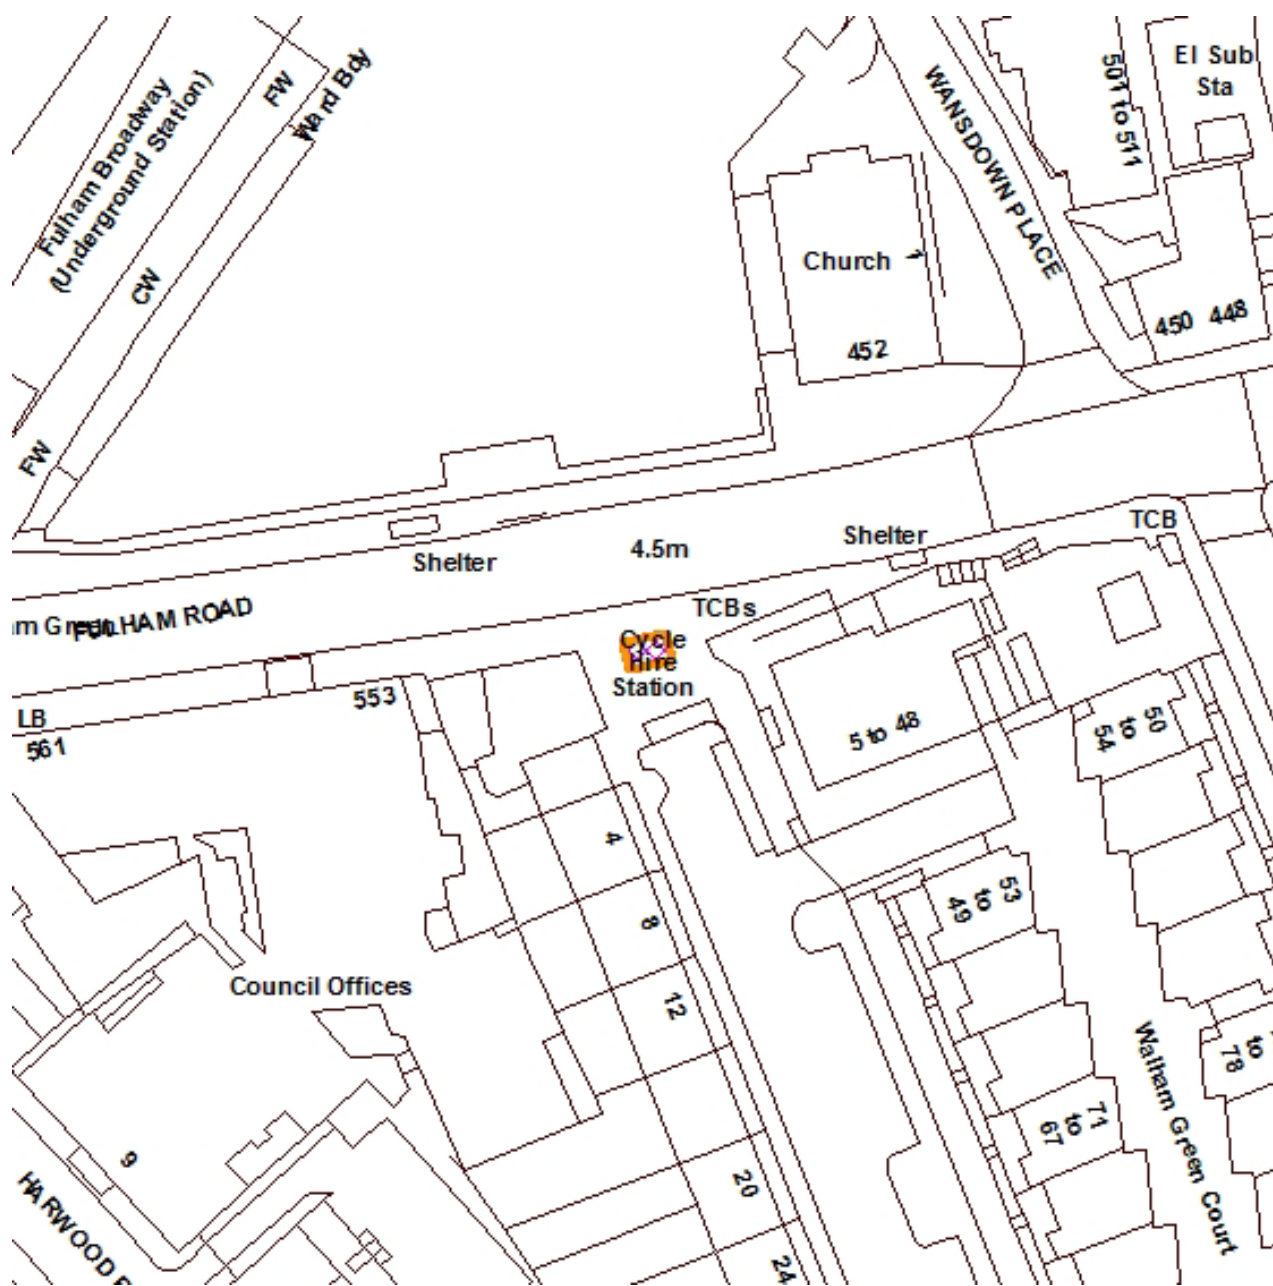 Fulham Broadway
(Underground Station)
FW
Ward Bdy
CW
FW
WANSDOWN PLACE
501 to 511
El Sub
Sta
Church
1
452
450
448
Shelter
4.5m
Shelter
TCB
FULHAM ROAD
TCBs
Cycle
Hire
Station
553
LB
561
5 to 48
54
to
50
4
8
12
53
to
49
Council Offices
Walham Green Court
to
78
71
to
67
9
20
24
HARWOOD